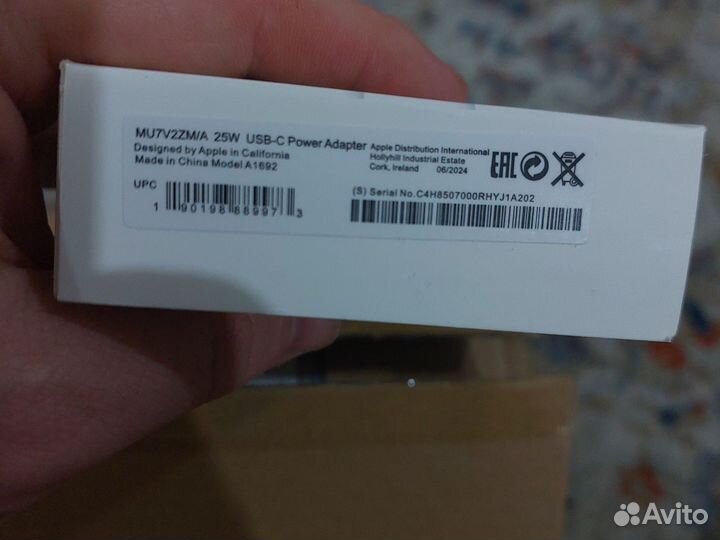 MU7V2ZM/A 25W USB-C Power Adapter
Designed by Apple in California
Made in China Model A1692
Apple Distribution International
Hollyhill Industrial Estate
Cork, Ireland 06/2024
EAC
UPC
1 90198 88997 3
(S) Serial No.C4H8507000RHYJ1A202
Avito